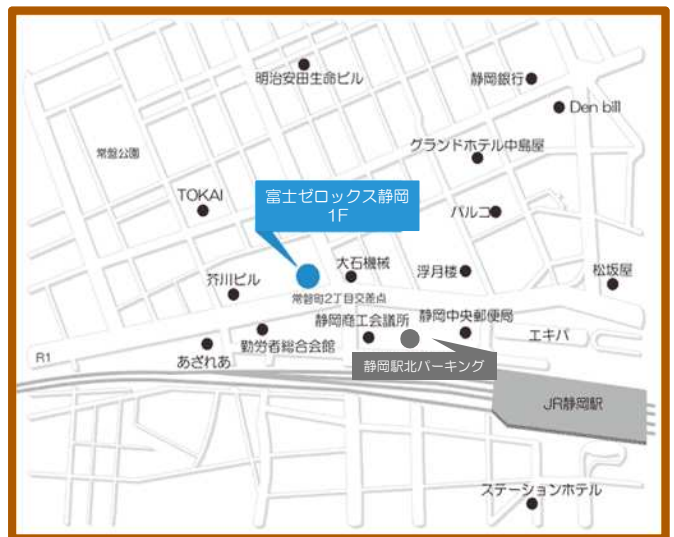 明治安田生命ビル
静岡銀行
Den bill
常盤公園
グランドホテル中島屋
TOKAI
富士ゼロックス静岡
1F
パルコ
芥川ビル
大石機械
浮月楼
松坂屋
常磐町2丁目交差点
静岡商工会議所
静岡中央郵便局
エキパ
R1
あざれあ
勤労者総合会館
静岡駅北パーキング
JR静岡駅
ステーションホテル